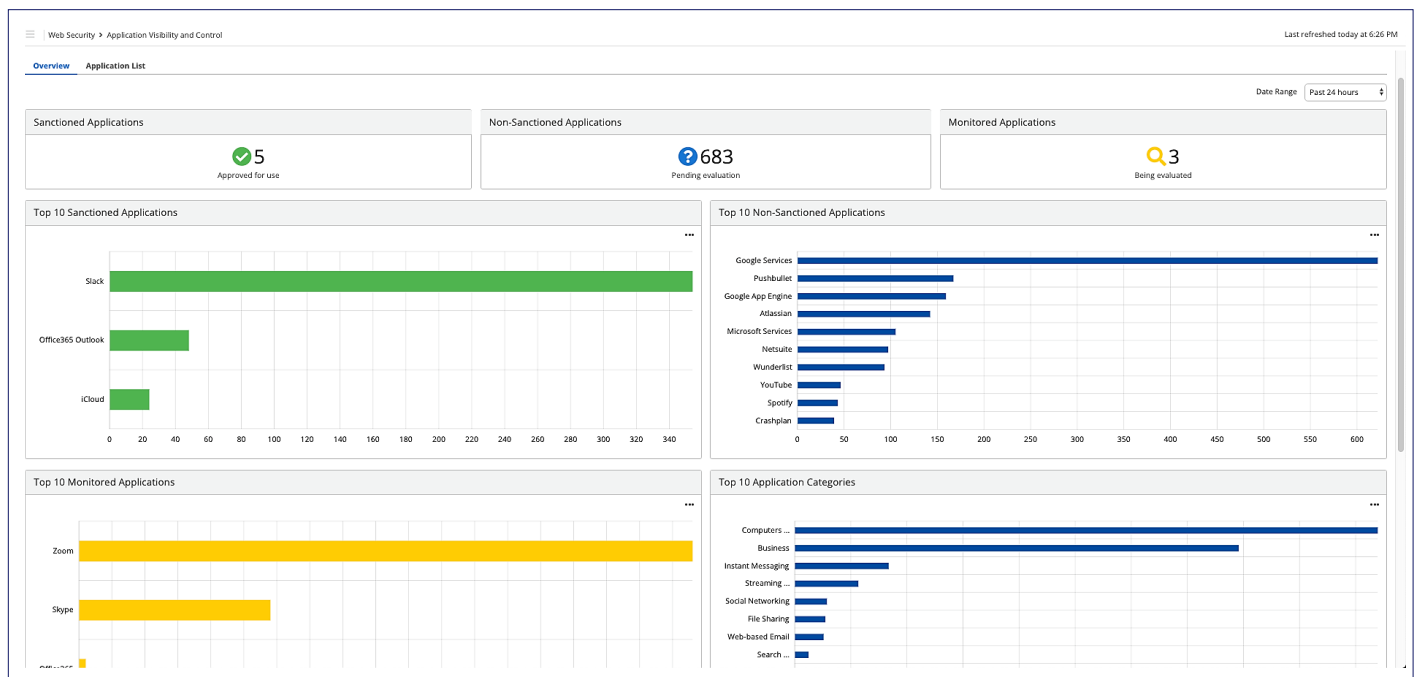 Web Security > Application Visibility and Control
Last refreshed today at 6:26 PM
Overview Application List
Date Range Past 24 hours
Sanctioned Applications
5
Approved for use
Non-Sanctioned Applications
683
Pending evaluation
Monitored Applications
3
Being evaluated
Top 10 Sanctioned Applications
Slack
Office365 Outlook
iCloud
0 20 40 60 80 100 120 140 160 180 200 220 240 260 280 300 320 340
Top 10 Non-Sanctioned Applications
Google Services
Pushbullet
Google App Engine
Atlassian
Microsoft Services
Netsuite
Wunderlist
YouTube
Spotify
Crashplan
0 50 100 150 200 250 300 350 400 450 500 550 600
Top 10 Monitored Applications
Zoom
Skype
Office365
Top 10 Application Categories
Computers ...
Business
Instant Messaging
Streaming ...
Social Networking
File Sharing
Web-based Email
Search ...